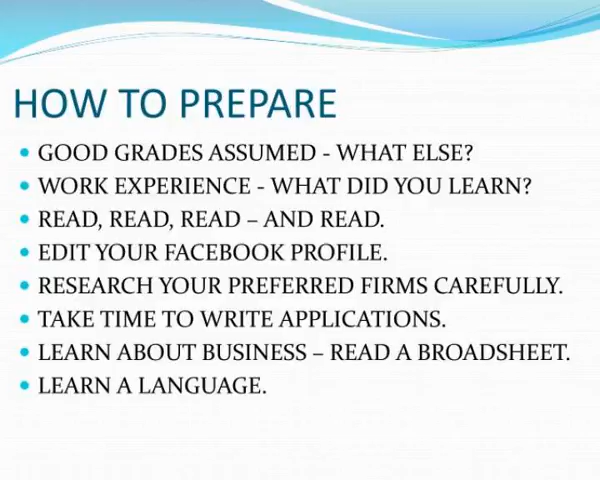 HOW TO PREPARE
• GOOD GRADES ASSUMED - WHAT ELSE?
• WORK EXPERIENCE - WHAT DID YOU LEARN?
• READ, READ, READ – AND READ.
• EDIT YOUR FACEBOOK PROFILE.
• RESEARCH YOUR PREFERRED FIRMS CAREFULLY.
• TAKE TIME TO WRITE APPLICATIONS.
• LEARN ABOUT BUSINESS – READ A BROADSHEET.
• LEARN A LANGUAGE.